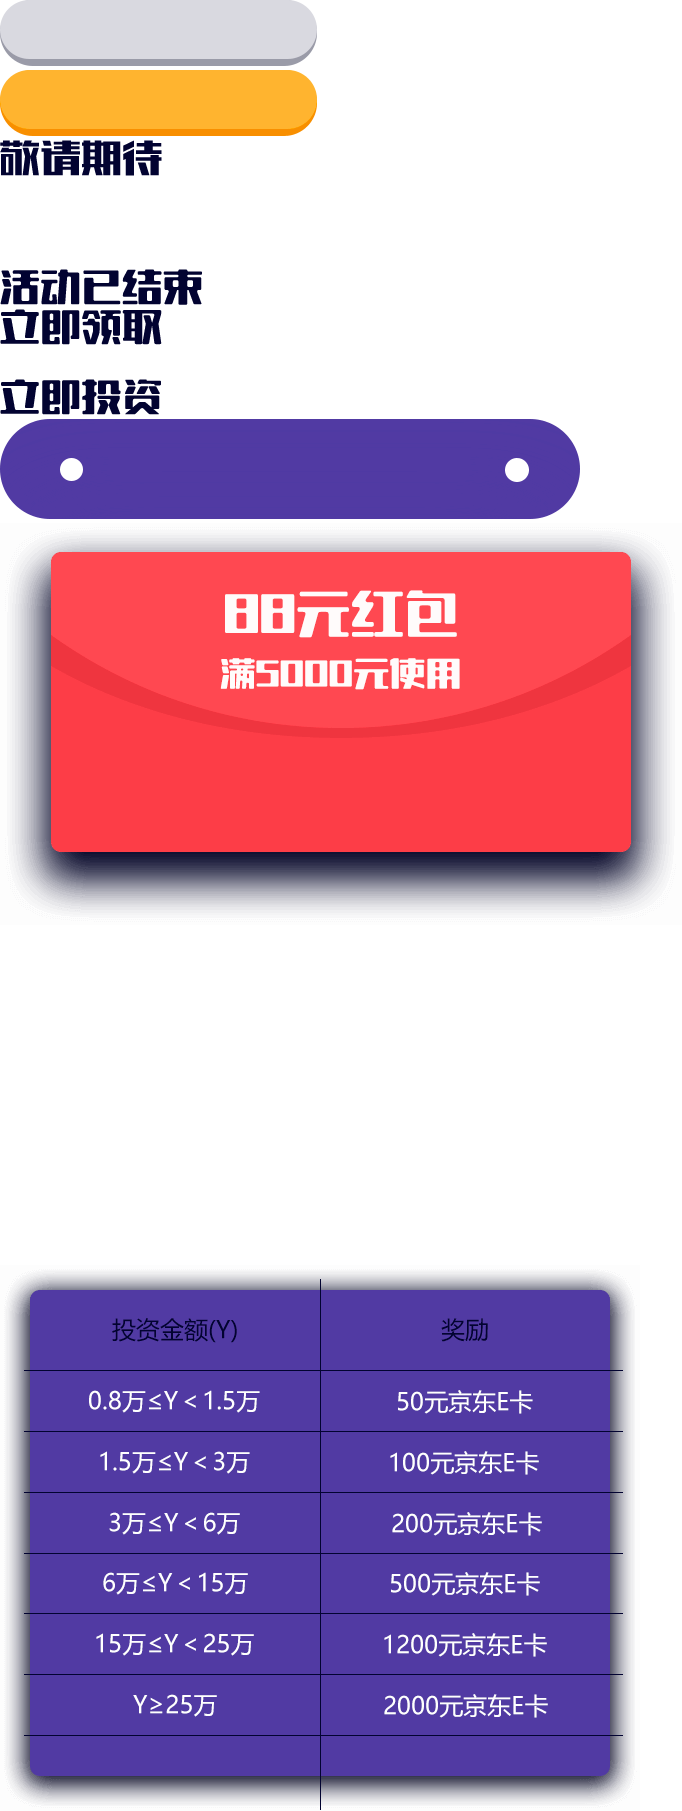 敬请期待
活动已结束
立即领取
立即投资
88元红包
满5000元使用
投资金额(Y) 奖励
0.8万≤Y＜1.5万 50元京东E卡
1.5万≤Y＜3万 100元京东E卡
3万≤Y＜6万 200元京东E卡
6万≤Y＜15万 500元京东E卡
15万≤Y＜25万 1200元京东E卡
Y≥25万 2000元京东E卡